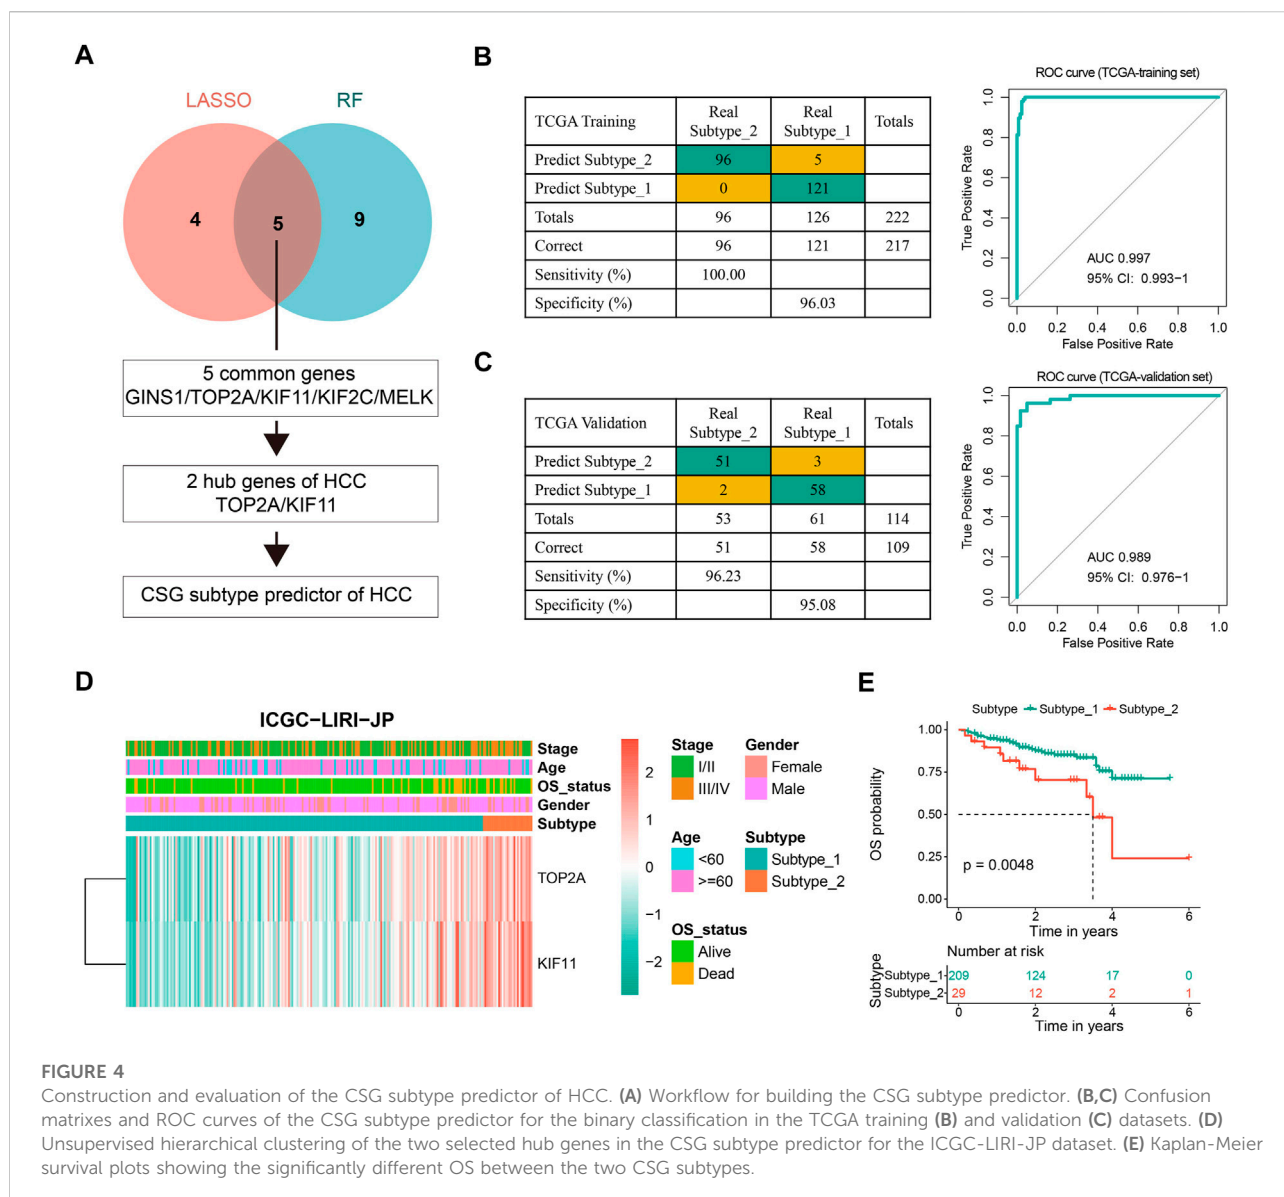 A
LASSO
RF
4
5
9
5 common genes
GINS1/TOP2A/KIF11/KIF2C/MELK
2 hub genes of HCC
TOP2A/KIF11
CSG subtype predictor of HCC
B
TCGA Training
Real Subtype_2
Real Subtype_1
Totals
Predict Subtype_2
96
5
Predict Subtype_1
0
121
Totals
96
126
222
Correct
96
121
217
Sensitivity (%)
100.00
Specificity (%)
96.03
ROC curve (TCGA-training set)
True Positive Rate
1.0
0.8
0.6
0.4
0.2
0.0
AUC 0.997
95% CI: 0.993−1
0.0 0.2 0.4 0.6 0.8 1.0
False Positive Rate
C
TCGA Validation
Real Subtype_2
Real Subtype_1
Totals
Predict Subtype_2
51
3
Predict Subtype_1
2
58
Totals
53
61
114
Correct
51
58
109
Sensitivity (%)
96.23
Specificity (%)
95.08
ROC curve (TCGA-validation set)
True Positive Rate
1.0
0.8
0.6
0.4
0.2
0.0
AUC 0.989
95% CI: 0.976−1
0.0 0.2 0.4 0.6 0.8 1.0
False Positive Rate
D
ICGC−LIRI−JP
Stage
Age
OS_status
Gender
Subtype
TOP2A
KIF11
2
1
0
−1
−2
Stage
I/II
III/IV
Gender
Female
Male
Age
<60
>=60
Subtype
Subtype_1
Subtype_2
OS_status
Alive
Dead
E
Subtype Subtype_1 Subtype_2
OS probability
1.00
0.75
0.50
0.25
0.00
p = 0.0048
0 2 4 6
Time in years
Number at risk
Subtype
Subtype_1 209 124 17 0
Subtype_2 29 12 2 1
0 2 4 6
Time in years
FIGURE 4
Construction and evaluation of the CSG subtype predictor of HCC. (A) Workflow for building the CSG subtype predictor. (B,C) Confusion
matrixes and ROC curves of the CSG subtype predictor for the binary classification in the TCGA training (B) and validation (C) datasets. (D)
Unsupervised hierarchical clustering of the two selected hub genes in the CSG subtype predictor for the ICGC-LIRI-JP dataset. (E) Kaplan-Meier
survival plots showing the significantly different OS between the two CSG subtypes.